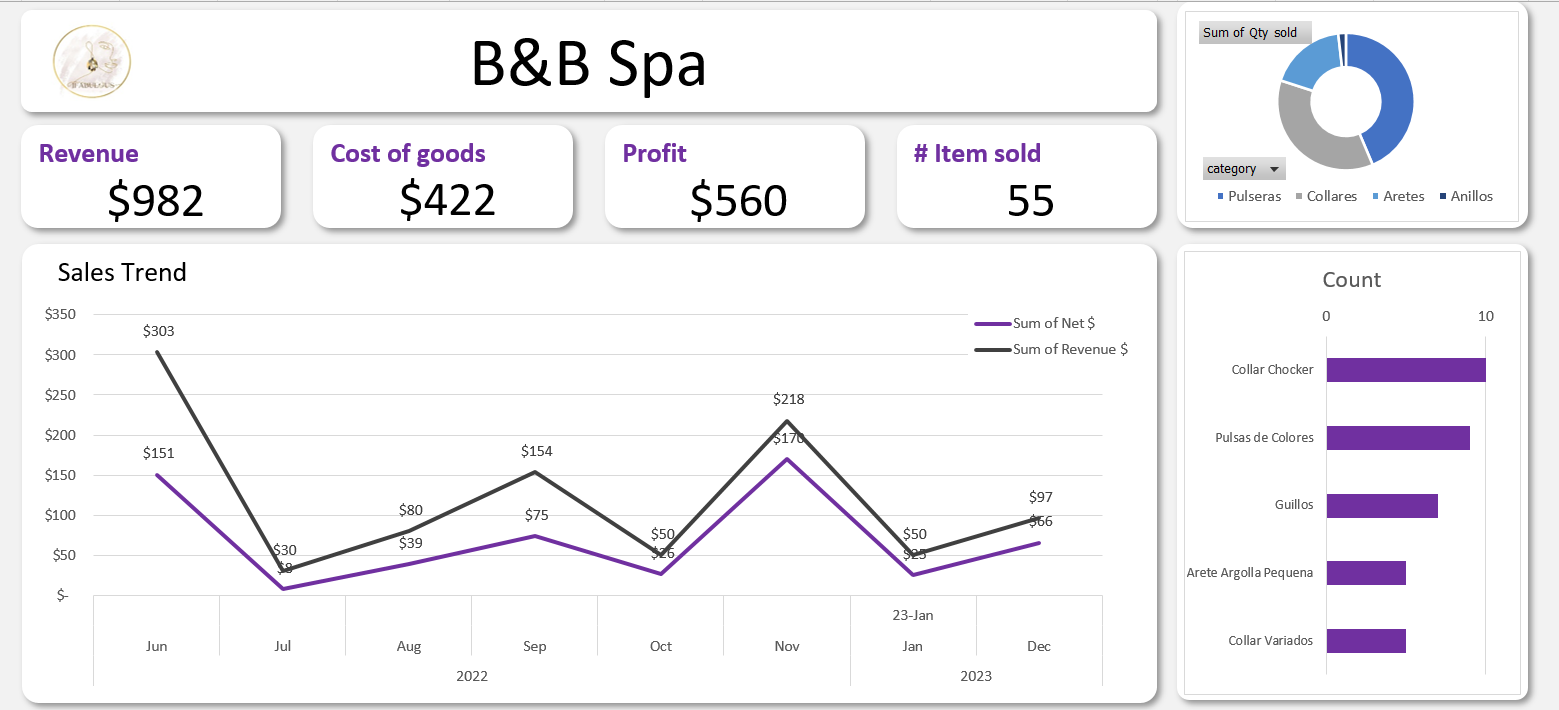 B&B Spa
Revenue
$982
Cost of goods
$422
Profit
$560
# Item sold
55
Sum of Qty sold
category
Pulseras
Collares
Aretes
Anillos
Sales Trend
$350
$300
$250
$200
$150
$100
$50
$-
$303
$151
$30
$8
$80
$39
$154
$75
$50
$26
$218
$170
$50
$25
$97
$66
Sum of Net $
Sum of Revenue $
23-Jan
Jun Jul Aug Sep Oct Nov Jan Dec
2022 2023
Count
0 10
Collar Chocker
Pulsas de Colores
Guillos
Arete Argolla Pequena
Collar Variados